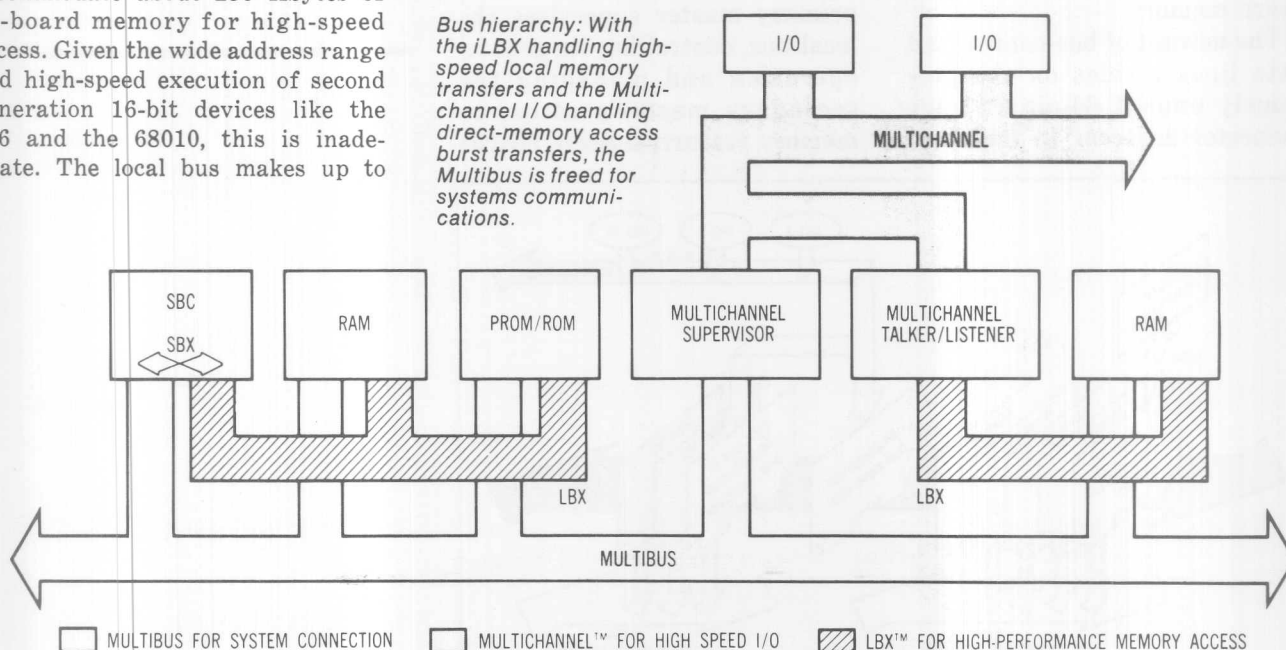 -board memory for high-speed
cess. Given the wide address range
d high-speed execution of second
neration 16-bit devices like the
6 and the 68010, this is inade-
ate. The local bus makes up to
Bus hierarchy: With
the iLBX handling high-
speed local memory
transfers and the Multi-
channel I/O handling
direct-memory access
burst transfers, the
Multibus is freed for
systems communi-
cations.
I/O
I/O
MULTICHANNEL
SBC
SBX
RAM
PROM/ROM
MULTICHANNEL
SUPERVISOR
MULTICHANNEL
TALKER/LISTENER
RAM
LBX
LBX
MULTIBUS
MULTIBUS FOR SYSTEM CONNECTION
MULTICHANNEL™ FOR HIGH SPEED I/O
LBX™ FOR HIGH-PERFORMANCE MEMORY ACCESS